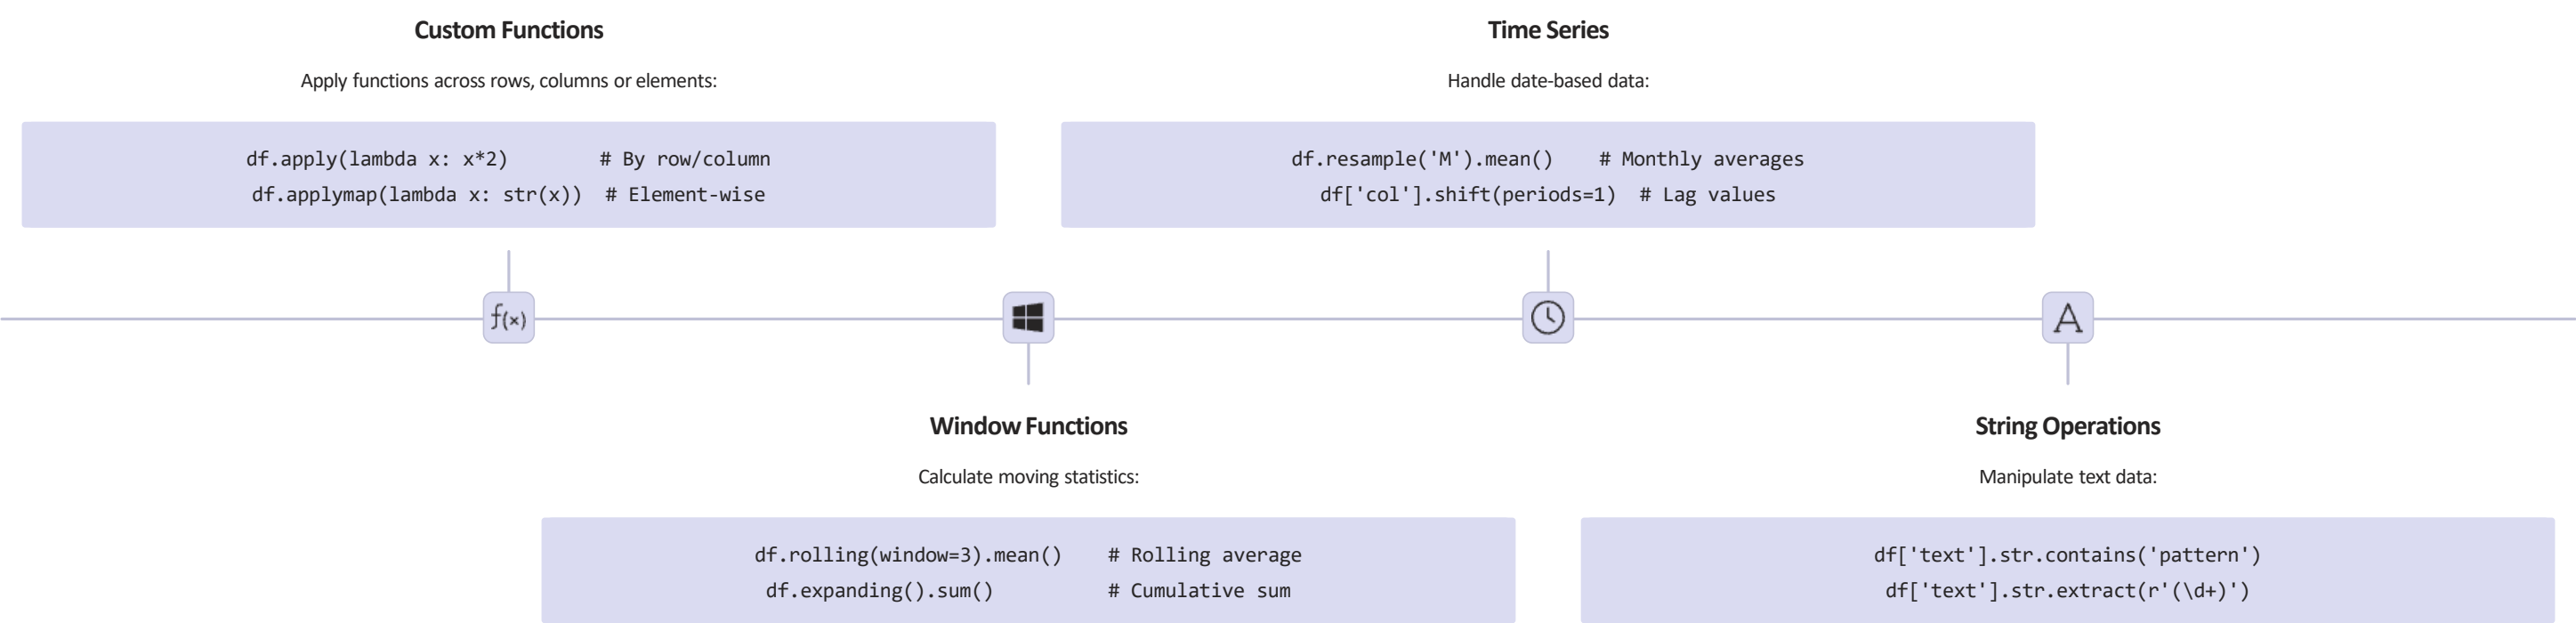 Custom Functions
Apply functions across rows, columns or elements:
df.apply(lambda x: x*2)        # By row/column
df.applymap(lambda x: str(x))  # Element-wise
Time Series
Handle date-based data:
df.resample('M').mean()    # Monthly averages
df['col'].shift(periods=1)  # Lag values
f(x)
A
Window Functions
Calculate moving statistics:
df.rolling(window=3).mean()    # Rolling average
df.expanding().sum()          # Cumulative sum
String Operations
Manipulate text data:
df['text'].str.contains('pattern')
df['text'].str.extract(r'(\d+)')